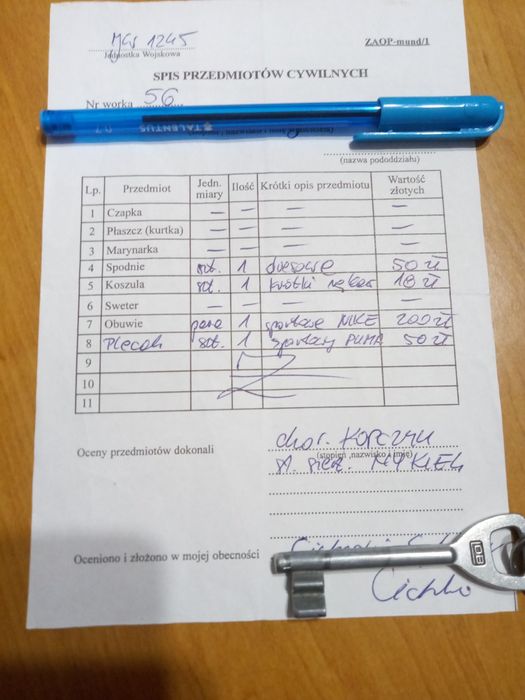 ZAOP-mund/1
Jednostka Wojskowa
SPIS PRZEDMIOTÓW CYWILNYCH
Nr worka 56
TALENTUS 0.7
(nazwa pododdziału)
Lp. Przedmiot Jedn. miary Ilość Krótki opis przedmiotu Wartość złotych
1 Czapka — — — —
2 Płaszcz (kurtka) — — — —
3 Marynarka — — — —
4 Spodnie szt. 1 dresowe 50 zł
5 Koszula szt. 1 krótki rękaw 10 zł
6 Sweter — — — —
7 Obuwie para 1 sportowe NIKE 200 zł
8 Plecak szt. 1 sportowy PUMA 50 zł
9
10
11
Oceny przedmiotów dokonali chor.
(stopień ,nazwisko i imię)
Oceniono i złożono w mojej obecności